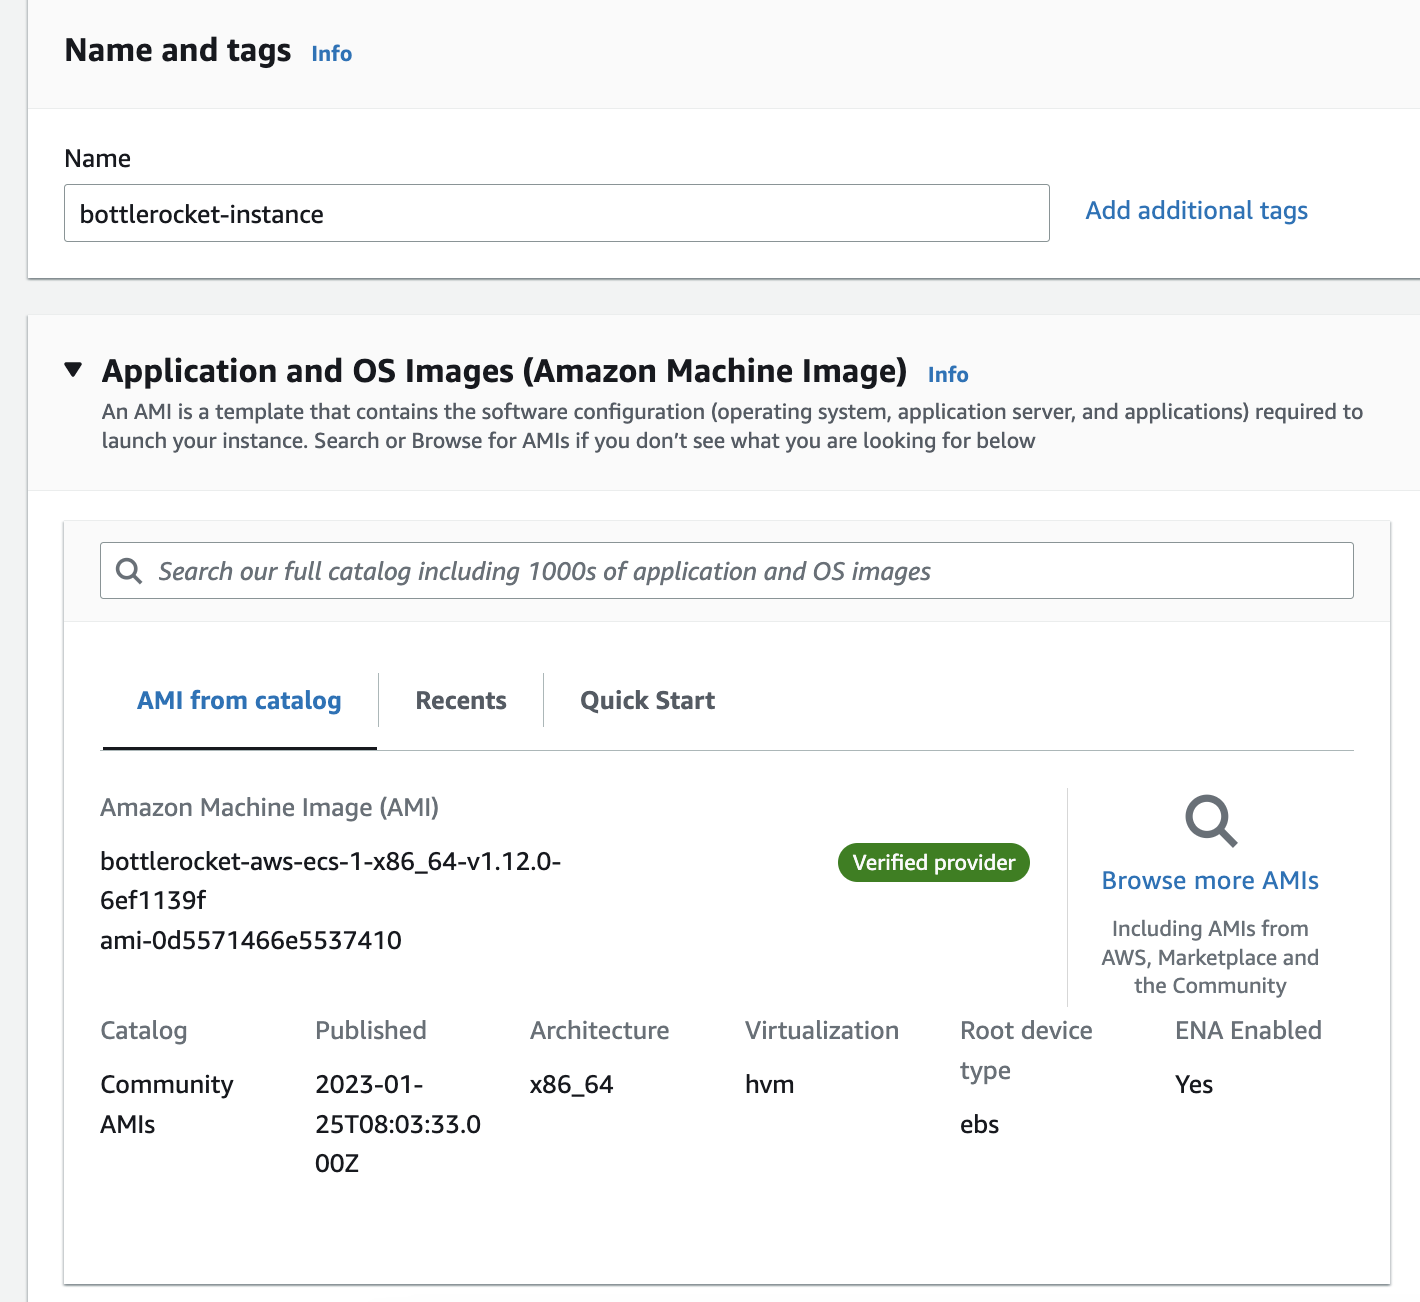 Name and tags Info
Name
bottlerocket-instance
Add additional tags
Application and OS Images (Amazon Machine Image) Info
An AMI is a template that contains the software configuration (operating system, application server, and applications) required to
launch your instance. Search or Browse for AMIs if you don’t see what you are looking for below
Search our full catalog including 1000s of application and OS images
AMI from catalog
Recents
Quick Start
Amazon Machine Image (AMI)
bottlerocket-aws-ecs-1-x86_64-v1.12.0-
6ef1139f
ami-0d5571466e5537410
Verified provider
Browse more AMIs
Including AMIs from
AWS, Marketplace and
the Community
Catalog
Community
AMIs
Published
2023-01-
25T08:03:33.0
00Z
Architecture
x86_64
Virtualization
hvm
Root device
type
ebs
ENA Enabled
Yes